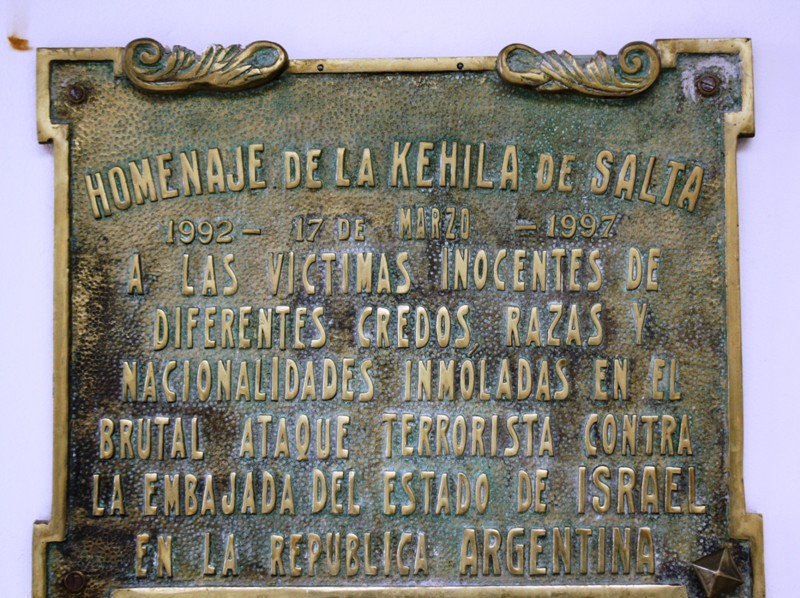 HOMENAJE DE LA KEHILA DE SALTA
1992 - 17 DE MARZO - 1997
A LAS VICTIMAS INOCENTES DE
DIFERENTES CREDOS, RAZAS Y
NACIONALIDADES INMOLADAS EN EL
BRUTAL ATAQUE TERRORISTA CONTRA
LA EMBAJADA DEL ESTADO DE ISRAEL
EN LA REPUBLICA ARGENTINA